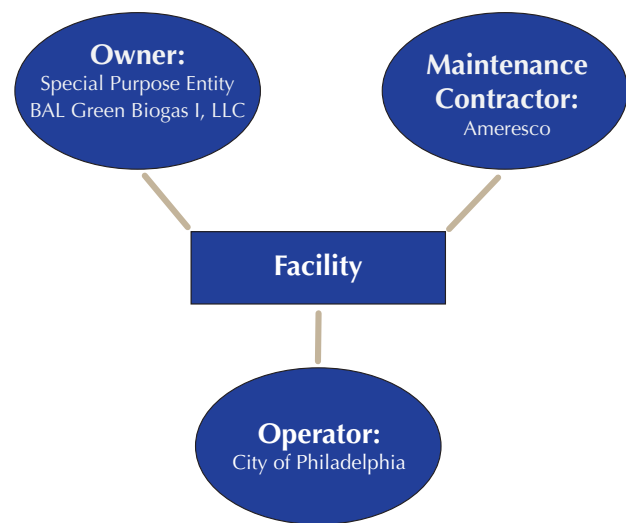 Owner:
Special Purpose Entity
BAL Green Biogas I, LLC
Maintenance
Contractor:
Ameresco
Facility
Operator:
City of Philadelphia